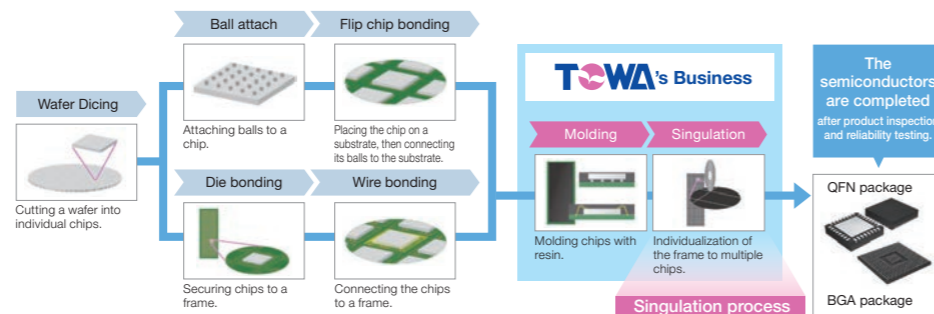 Wafer Dicing
Cutting a wafer into
individual chips.
Ball attach
Attaching balls to a
chip.
Flip chip bonding
Placing the chip on a
substrate, then connecting
its balls to the substrate.
Die bonding
Securing chips to a
frame.
Wire bonding
Connecting the chips
to a frame.
TOWA's Business
Molding
Molding chips with
resin.
Singulation
Individualization of
the frame to multiple
chips.
Singulation process
The
semiconductors
are completed
after product inspection
and reliability testing.
QFN package
BGA package